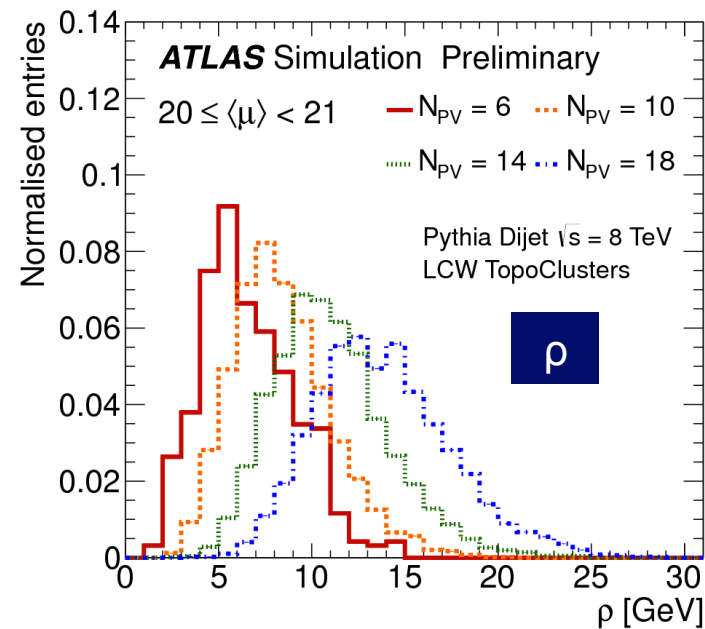 ATLAS Simulation Preliminary
20 ≤ ⟨μ⟩ < 21
N_PV = 6
N_PV = 10
N_PV = 14
N_PV = 18
Pythia Dijet √s = 8 TeV
LCW TopoClusters
ρ
Normalised entries
0.14
0.12
0.1
0.08
0.06
0.04
0.02
0
0 5 10 15 20 25 30
ρ [GeV]